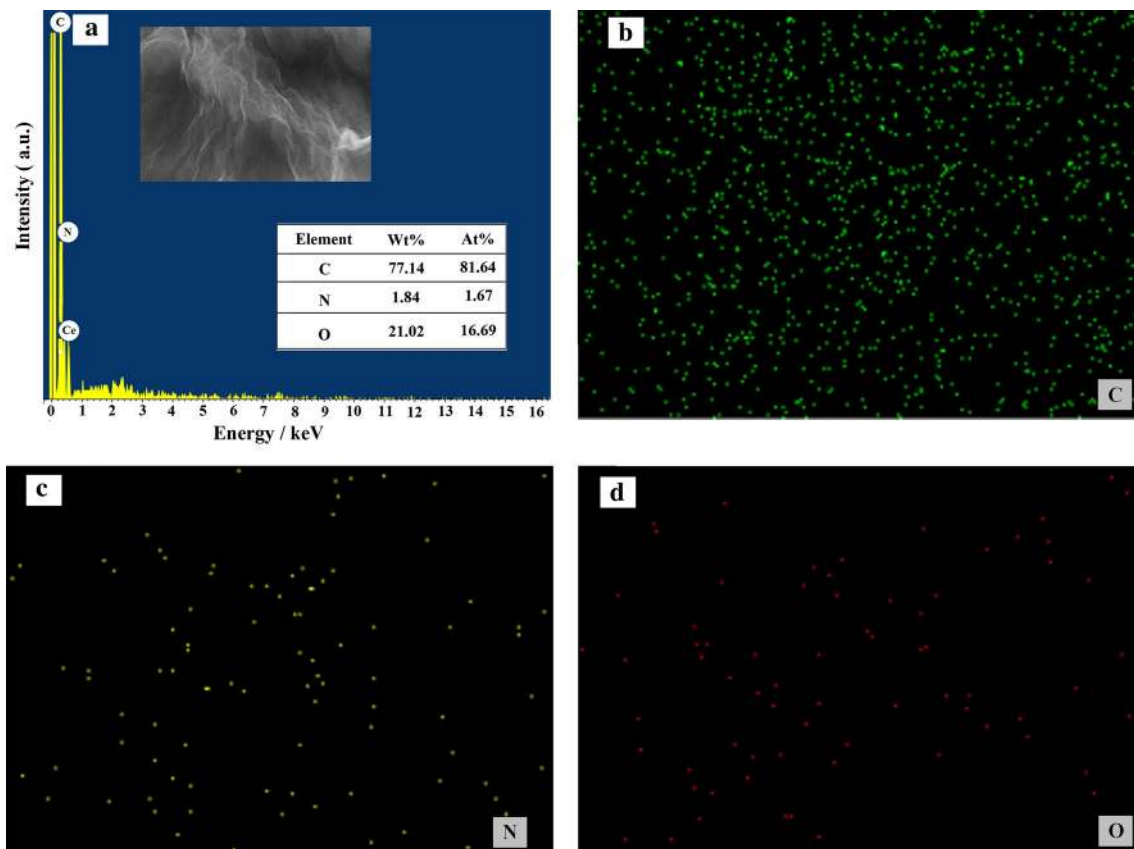 a
C
N
Ce
Intensity ( a.u.)
Element Wt% At%
C 77.14 81.64
N 1.84 1.67
O 21.02 16.69
0 1 2 3 4 5 6 7 8 9 10 11 12 13 14 15 16
Energy / keV
b
C
c
N
d
O